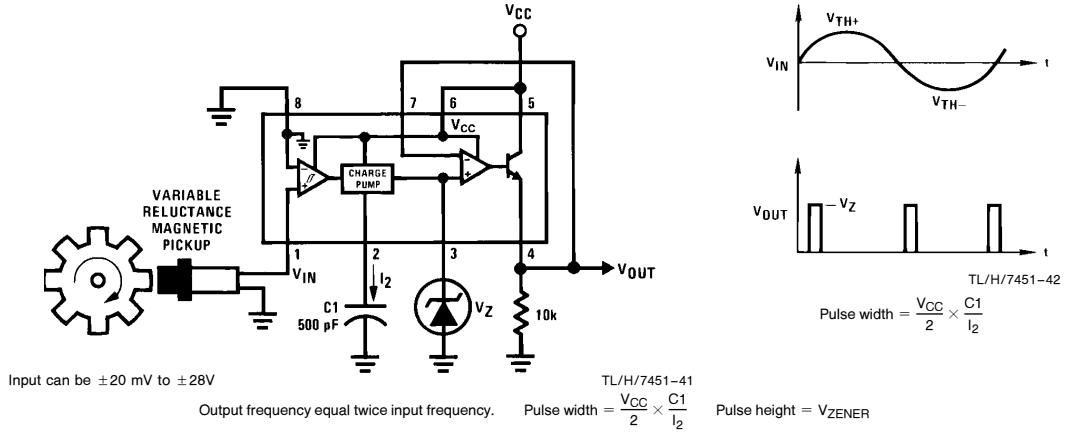 VCC
8
7
6
5
VCC
CHARGE
PUMP
VARIABLE
RELUCTANCE
MAGNETIC
PICKUP
1
VIN
2
I2
3
4
VOUT
C1
500 pF
VZ
10k
Input can be ±20 mV to ±28V
TL/H/7451–41
Output frequency equal twice input frequency.
Pulse width = VCC/2 × C1/I2
Pulse height = VZENER
VTH+
VIN
t
VTH−
VOUT
−VZ
t
TL/H/7451–42
Pulse width = VCC/2 × C1/I2